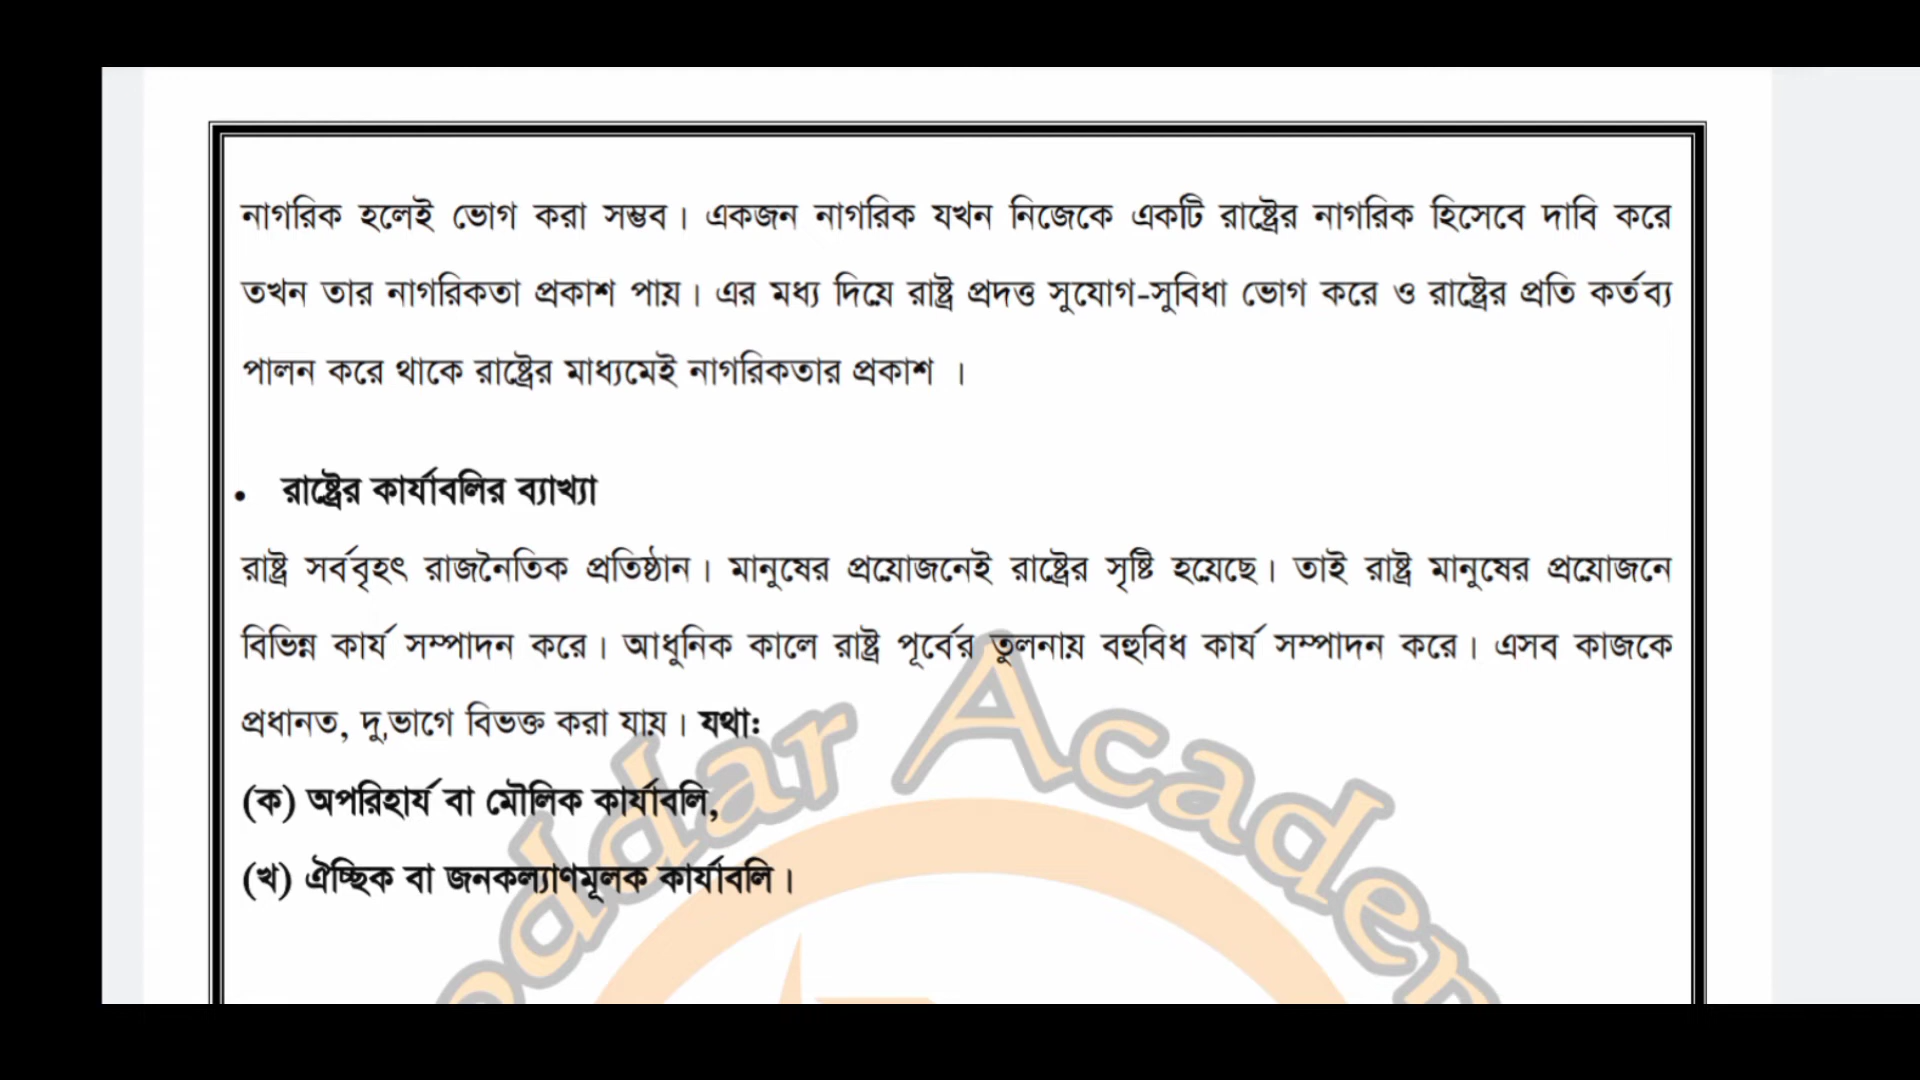 নাগরিক হলেই ভোগ করা সম্ভব। একজন নাগরিক যখন নিজেকে একটি রাষ্ট্রের নাগরিক হিসেবে দাবি করে
তখন তার নাগরিকতা প্রকাশ পায়। এর মধ্য দিয়ে রাষ্ট্র প্রদত্ত সুযোগ-সুবিধা ভোগ করে ও রাষ্ট্রের প্রতি কর্তব্য
পালন করে থাকে রাষ্ট্রের মাধ্যমেই নাগরিকতার প্রকাশ ।
• রাষ্ট্রের কার্যাবলির ব্যাখ্যা
রাষ্ট্র সর্ববৃহৎ রাজনৈতিক প্রতিষ্ঠান। মানুষের প্রয়োজনেই রাষ্ট্রের সৃষ্টি হয়েছে। তাই রাষ্ট্র মানুষের প্রয়োজনে
বিভিন্ন কার্য সম্পাদন করে। আধুনিক কালে রাষ্ট্র পূর্বের তুলনায় বহুবিধ কার্য সম্পাদন করে। এসব কাজকে
প্রধানত, দু,ভাগে বিভক্ত করা যায়। যথাঃ
(ক) অপরিহার্য বা মৌলিক কার্যাবলি,
(খ) ঐচ্ছিক বা জনকল্যাণমূলক কার্যাবলি।